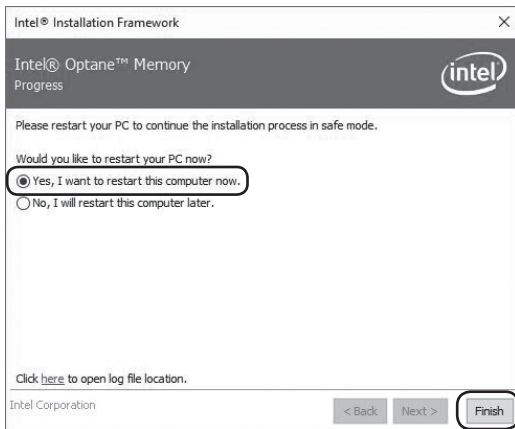 Intel® Installation Framework
Intel® Optane™ Memory
Progress
intel
Please restart your PC to continue the installation process in safe mode.
Would you like to restart your PC now?
Yes, I want to restart this computer now.
No, I will restart this computer later.
Click here to open log file location.
Intel Corporation
< Back Next > Finish